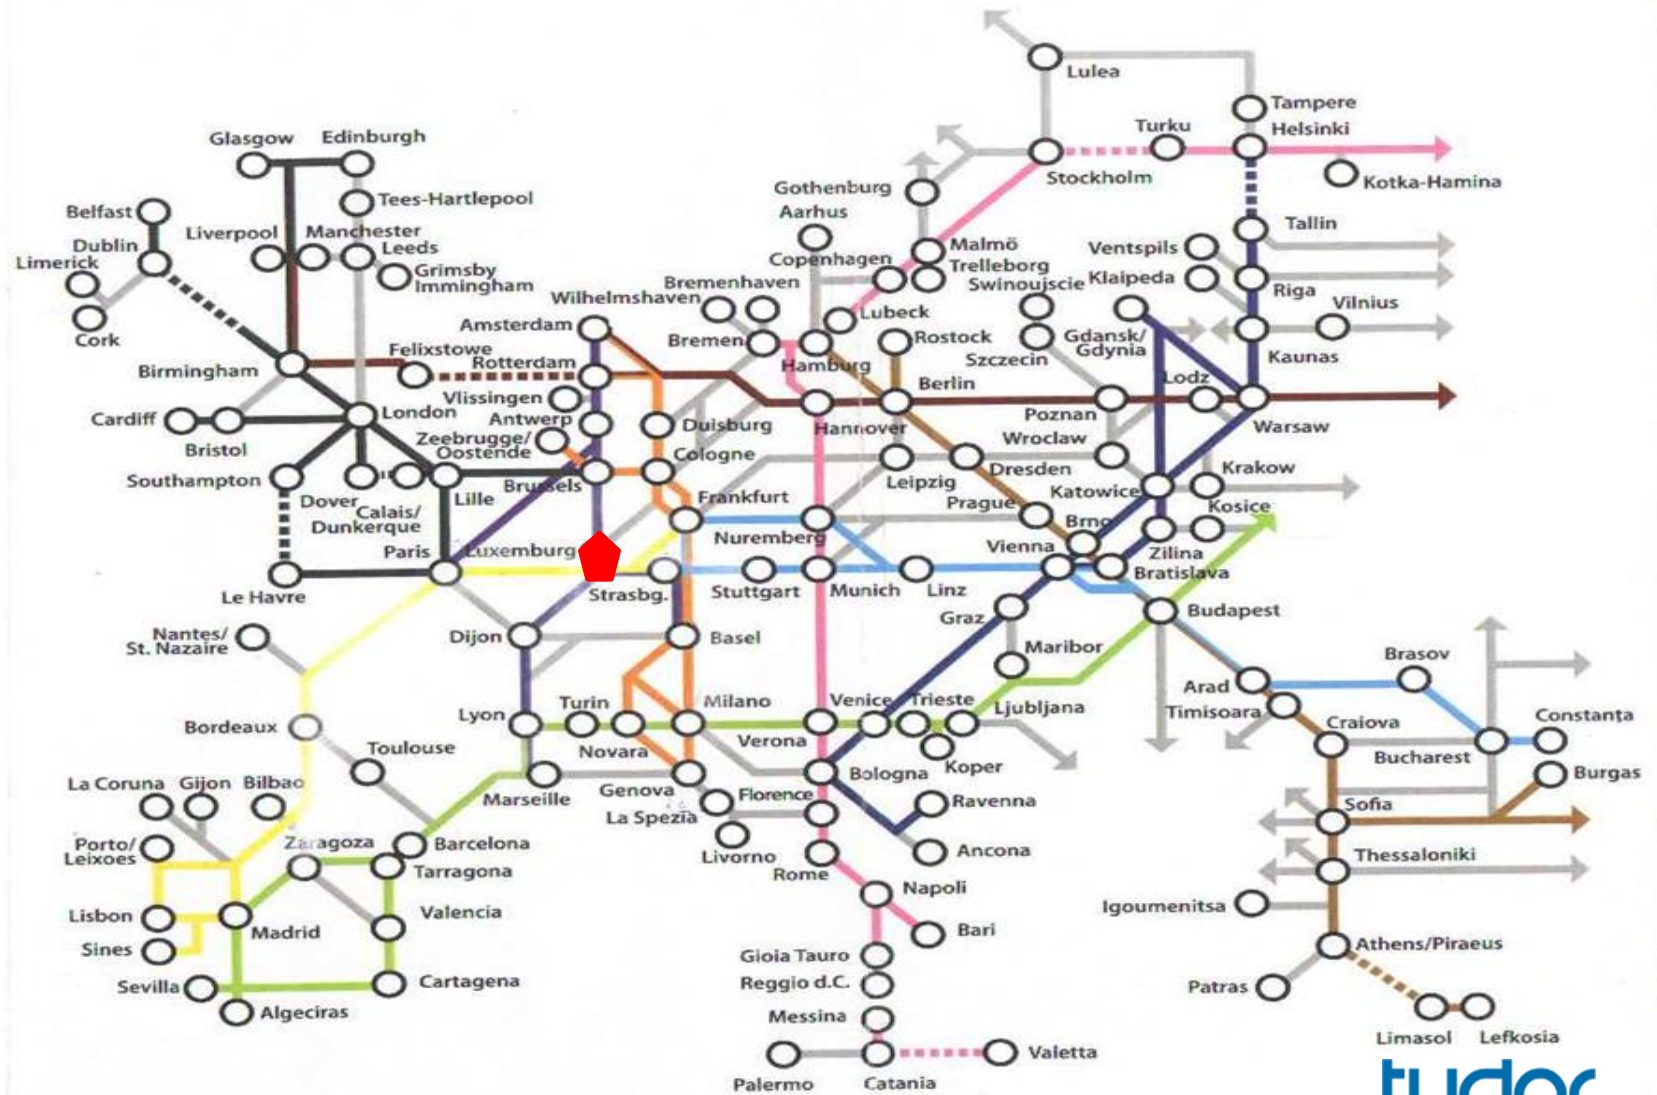 Lulea
Tampere
Turku
Helsinki
Glasgow
Edinburgh
Stockholm
Kotka-Hamina
Gothenburg
Tees-Hartlepool
Belfast
Aarhus
Liverpool
Manchester
Tallin
Dublin
Leeds
Malmö
Ventspils
Limerick
Copenhagen
Trelleborg
Grimsby
Immingham
Bremenhaven
Swinoujscie
Klaipeda
Wilhelmshaven
Riga
Vilnius
Lubeck
Amsterdam
Cork
Bremen
Rostock
Gdansk/
Gdynia
Felixstowe
Szczecin
Kaunas
Rotterdam
Hamburg
Birmingham
Lodz
Berlin
Vlissingen
Cardiff
London
Poznan
Antwerp
Duisburg
Hannover
Warsaw
Zeebrugge/
Oostende
Bristol
Wroclaw
Cologne
Krakow
Southampton
Dresden
Brussels
Leipzig
Katowice
Dover
Lille
Frankfurt
Prague
Kosice
Calais/
Dunkerque
Brno
Nuremberg
Paris
Luxemburg
Vienna
Zilina
Bratislava
Le Havre
Strasbg.
Stuttgart
Munich
Linz
Budapest
Graz
Nantes/
St. Nazaire
Dijon
Basel
Maribor
Brasov
Arad
Turin
Milano
Venice
Trieste
Ljubljana
Timisoara
Lyon
Constanţa
Bordeaux
Craiova
Novara
Verona
Toulouse
Bucharest
Koper
Bologna
Burgas
La Coruna
Gijon
Bilbao
Genova
Marseille
Florence
Ravenna
Sofia
La Spezia
Porto/
Leixoes
Zaragoza
Barcelona
Livorno
Ancona
Thessaloniki
Tarragona
Rome
Napoli
Igoumenitsa
Lisbon
Valencia
Madrid
Bari
Athens/Piraeus
Sines
Gioia Tauro
Sevilla
Cartagena
Reggio d.C.
Patras
Algeciras
Messina
Limasol
Lefkosia
Valetta
Palermo
Catania
tudor